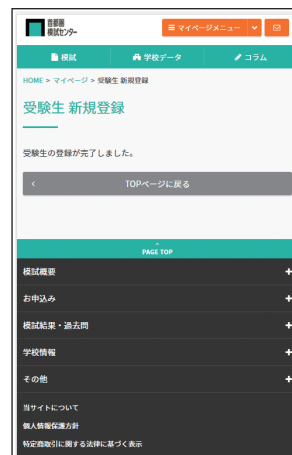 首都圏
模試センター
マイページメニュー
模試
学校データ
コラム
HOME > マイページ > 受験生 新規登録
受験生 新規登録
受験生の登録が完了しました。
TOPページに戻る
PAGE TOP
模試概要
お申込み
模試結果・過去問
学校情報
その他
当サイトについて
個人情報保護方針
特定商取引に関する法律に基づく表示